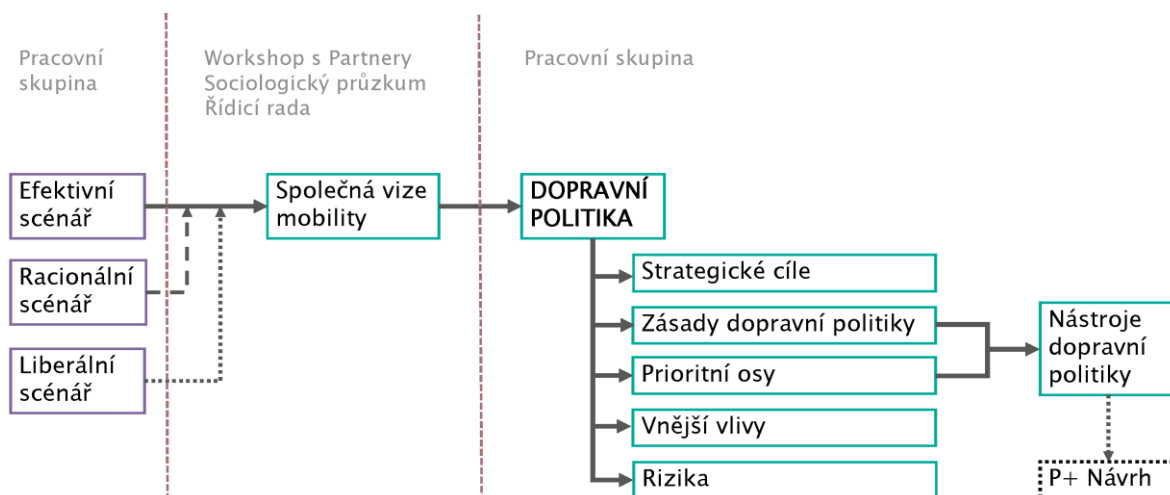 Pracovní
skupina
Workshop s Partnery
Sociologický průzkum
Řídicí rada
Pracovní skupina
Efektivní
scénář
Racionální
scénář
Liberální
scénář
Společná vize
mobility
DOPRAVNÍ
POLITIKA
Strategické cíle
Zásady dopravní politiky
Prioritní osy
Vnější vlivy
Rizika
Nástroje
dopravní
politiky
P+ Návrh